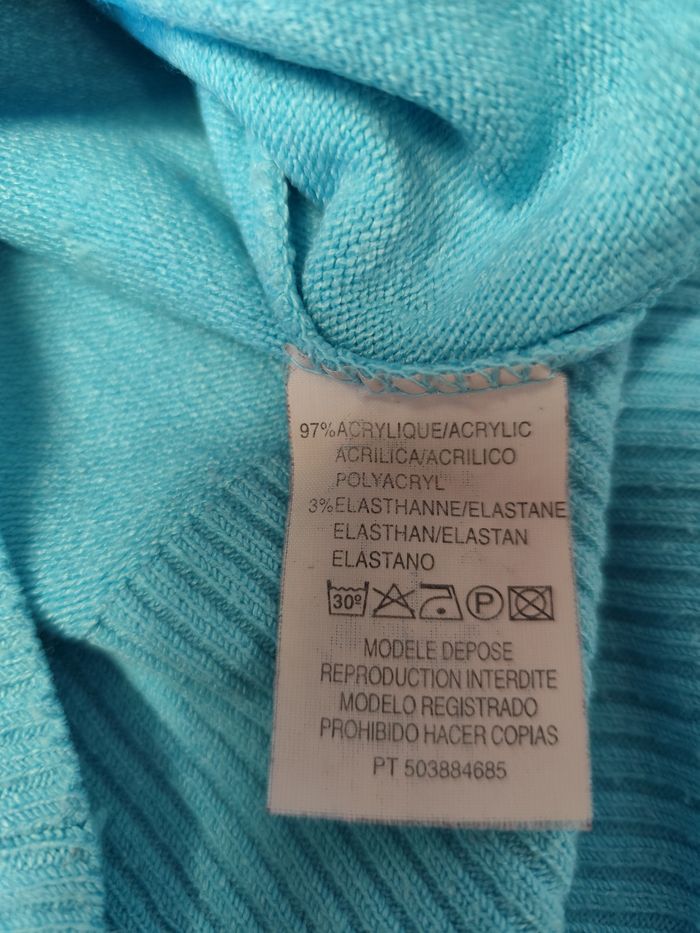 97%ACRYLIQUE/ACRYLIC
ACRILICA/ACRILICO
POLYACRYL
3%ELASTHANNE/ELASTANE
ELASTHAN/ELASTAN
ELASTANO
30º P
MODELE DEPOSE
REPRODUCTION INTERDITE
MODELO REGISTRADO
PROHIBIDO HACER COPIAS
PT 503884685